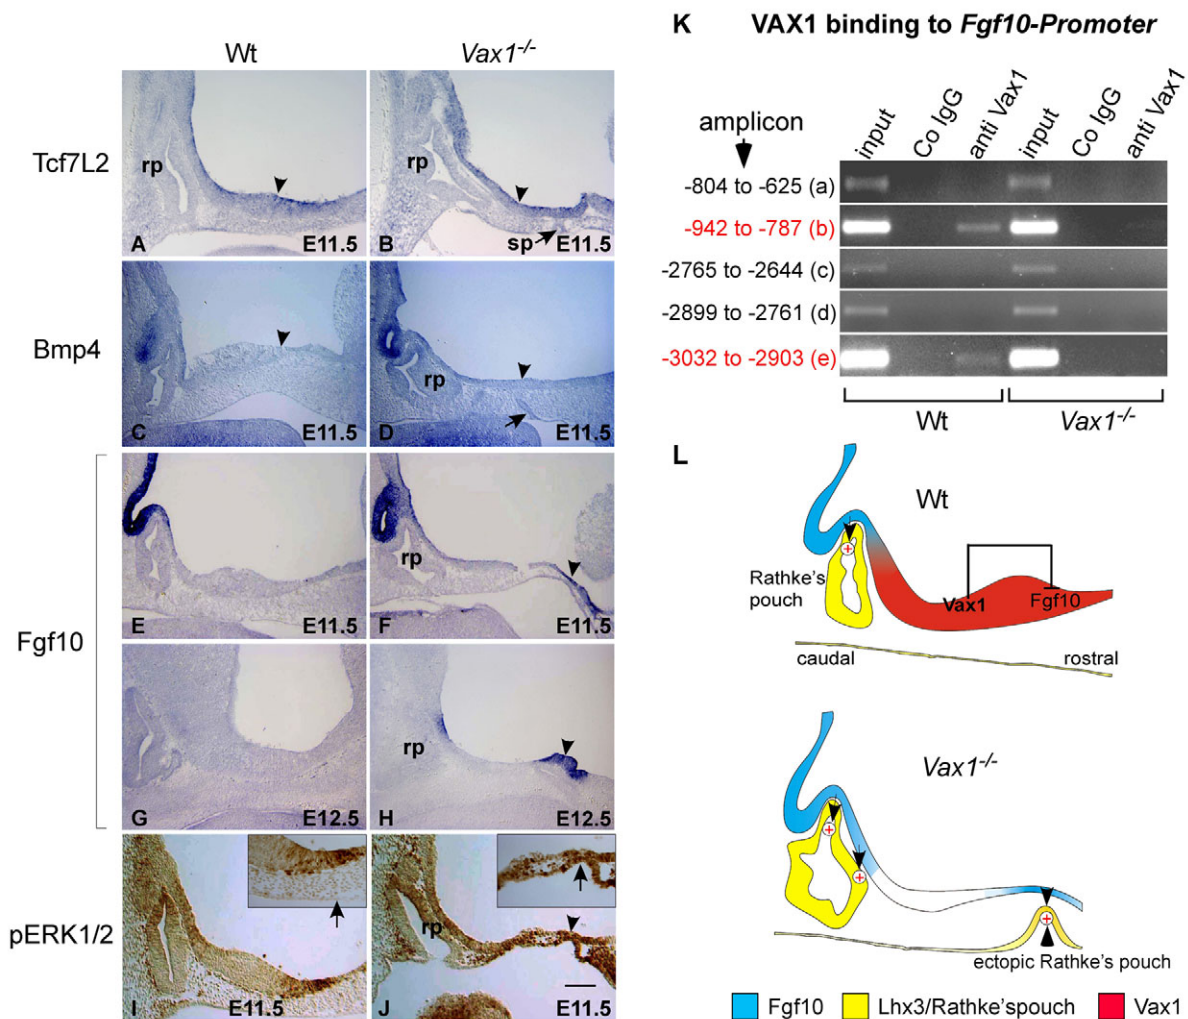 Wt
Vax1-/-
Tcf7L2
rp
A
E11.5
rp
sp
B
E11.5
Bmp4
C
E11.5
rp
D
E11.5
Fgf10
E
E11.5
rp
F
E11.5
G
E12.5
rp
H
E12.5
pERK1/2
I
E11.5
rp
J
E11.5
K VAX1 binding to Fgf10-Promoter
amplicon
input
Co IgG
anti Vax1
input
Co IgG
anti Vax1
-804 to -625 (a)
-942 to -787 (b)
-2765 to -2644 (c)
-2899 to -2761 (d)
-3032 to -2903 (e)
Wt
Vax1-/-
L
Wt
+
Rathke's
pouch
Vax1
Fgf10
caudal
rostral
Vax1-/-
+
+
+
ectopic Rathke's pouch
Fgf10
Lhx3/Rathke'spouch
Vax1